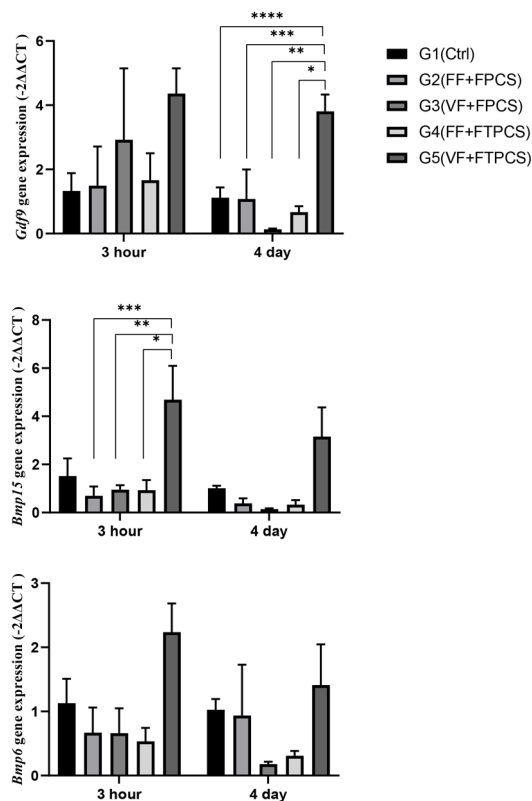 ****
***
**
*
6
4
2
0
Gdf9 gene expression (-2ΔΔCT )
3 hour
4 day
G1(Ctrl)
G2(FF+FPCS)
G3(VF+FPCS)
G4(FF+FTPCS)
G5(VF+FTPCS)
***
**
*
8
6
4
2
0
Bmp15 gene expression (-2ΔΔCT )
3 hour
4 day
3
2
1
0
Bmp6 gene expression (-2ΔΔCT )
3 hour
4 day